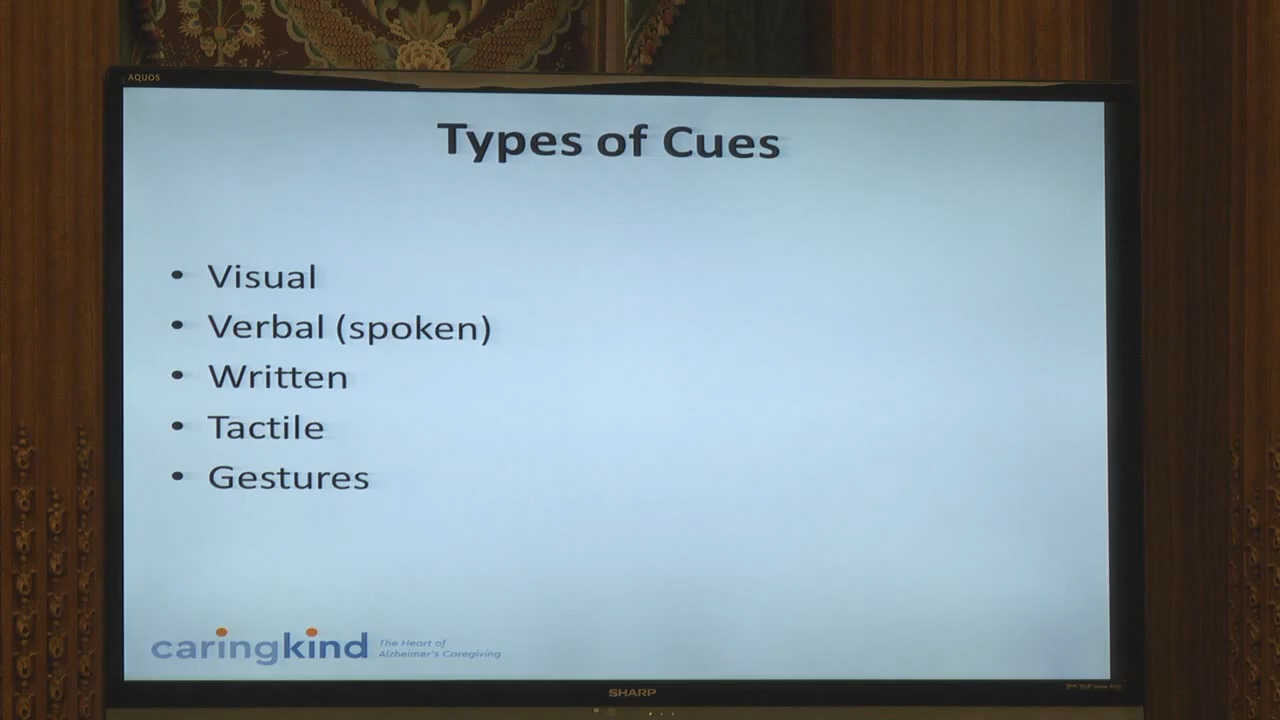 AQUOS
Types of Cues
• Visual
• Verbal (spoken)
• Written
• Tactile
• Gestures
caringkind
The Heart of
Alzheimer's Caregiving
SHARP